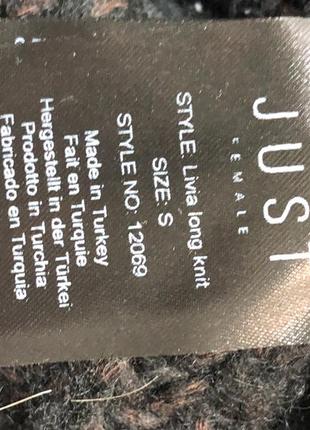 JUST
FEMALE
STYLE: Livia long knit
SIZE: S
STYLE NO: 12069
Made in Turkey
Fait en Turquie
Hergestellt in der Türkei
Prodotto in Turchia
Fabricado en Turquia